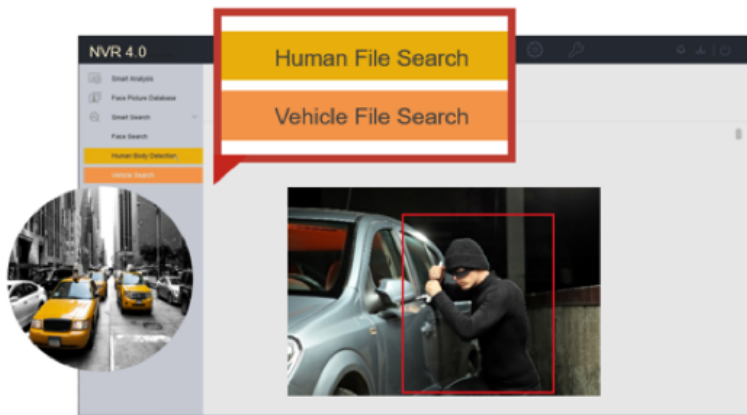 NVR 4.0
Human File Search
Vehicle File Search
Smart Analysis
Face Picture Database
Smart Search
Face Search
Human Body Detection
Vehicle Search